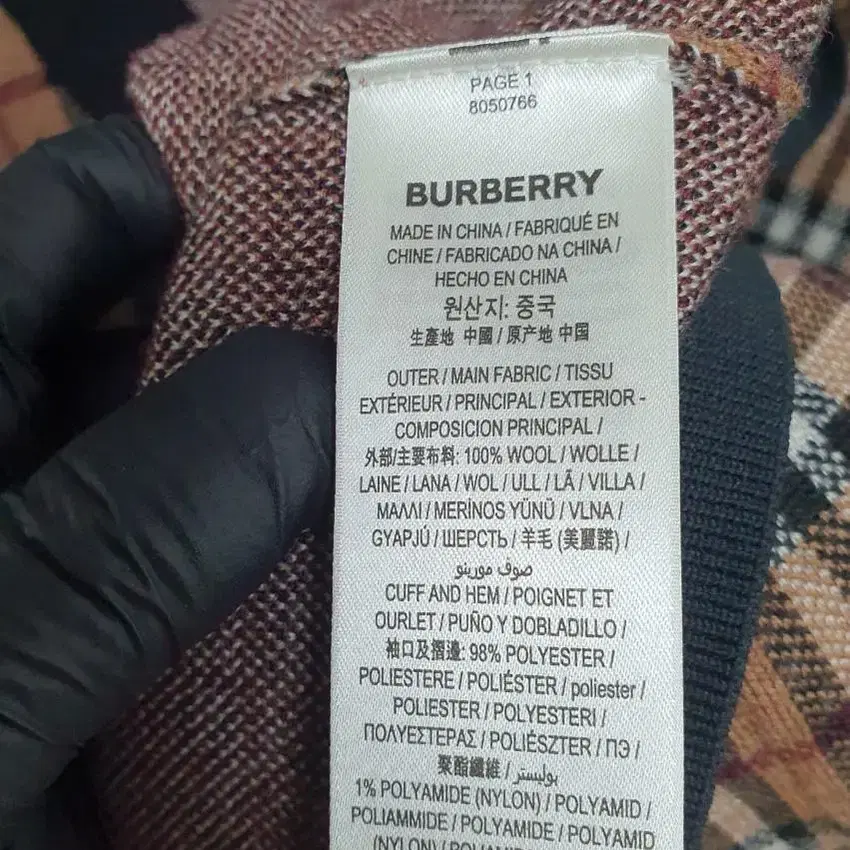 PAGE 1
8050766
BURBERRY
MADE IN CHINA / FABRIQUÉ EN
CHINE / FABRICADO NA CHINA /
HECHO EN CHINA
원산지: 중국
生產地 中國 / 原产地 中国
OUTER / MAIN FABRIC / TISSU
EXTÉRIEUR / PRINCIPAL / EXTERIOR -
COMPOSICION PRINCIPAL /
外部/主要布料: 100% WOOL / WOLLE /
LAINE / LANA / WOL / ULL / LÃ / VILLA /
ΜΑΛΛΙ / MERİNOS YÜNÜ / VLNA /
GYAPJÚ / ШЕРСТЬ / 羊毛 (美麗諾) /
صوف مورينو
CUFF AND HEM / POIGNET ET
OURLET / PUÑO Y DOBLADILLO /
袖口及摺邊: 98% POLYESTER /
POLIESTERE / POLIÉSTER / poliester /
POLIESTER / POLYESTERI /
ΠΟΛΥΕΣΤΕΡΑΣ / POLIÉSZTER / ПЭ /
聚酯纖維 / بوليستر /
1% POLYAMIDE (NYLON) / POLYAMID /
POLIAMMIDE / POLYAMIDE / POLYAMID
(NYLON) / POLIAMID